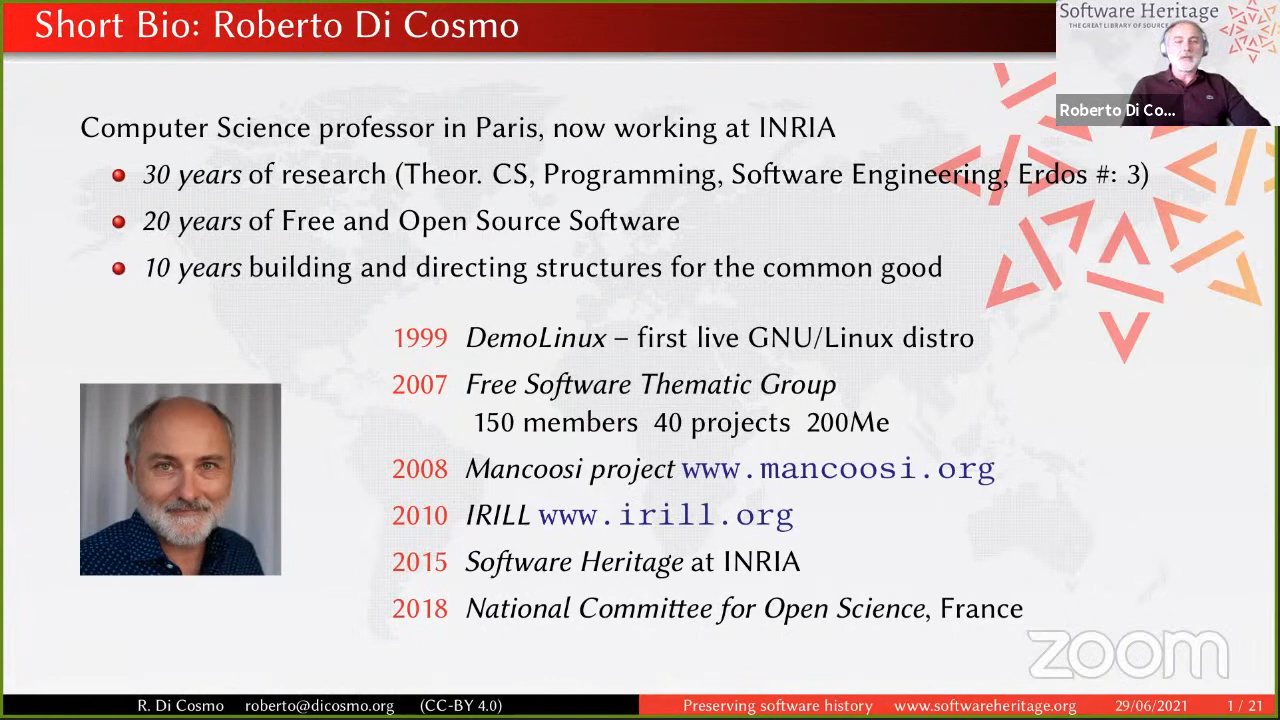 Short Bio: Roberto Di Cosmo
Software Heritage
THE GREAT LIBRARY OF SOURCE
Roberto Di Co...
Computer Science professor in Paris, now working at INRIA
30 years of research (Theor. CS, Programming, Software Engineering, Erdos #: 3)
20 years of Free and Open Source Software
10 years building and directing structures for the common good
1999 DemoLinux – first live GNU/Linux distro
2007 Free Software Thematic Group
150 members 40 projects 200Me
2008 Mancoosi project www.mancoosi.org
2010 IRILL www.irill.org
2015 Software Heritage at INRIA
2018 National Committee for Open Science, France
zoom
R. Di Cosmo roberto@dicosmo.org (CC-BY 4.0) Preserving software history www.softwareheritage.org 29/06/2021 1 / 21